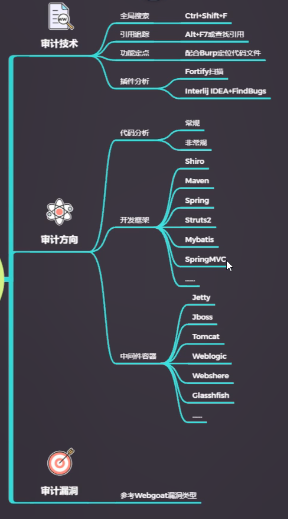 审计技术
全局搜索
Ctrl+Shift+F
引用追踪
Alt+F7或查找引用
功能定点
配合Burp定位代码文件
插件分析
Fortify扫描
Interlij IDEA+FindBugs
审计方向
代码分析
常规
非常规
开发框架
Shiro
Maven
Spring
Struts2
Mybatis
SpringMVC
......
中间件容器
Jetty
Jboss
Tomcat
Weblogic
Webshere
Glasshfish
......
审计漏洞
参考Webgoat漏洞类型